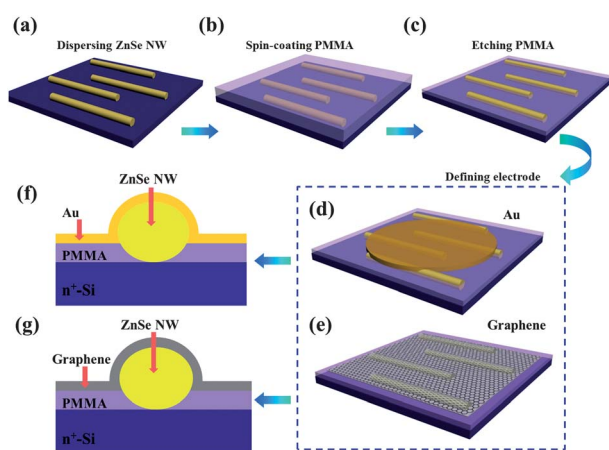 (a)
Dispersing ZnSe NW
(b)
Spin-coating PMMA
(c)
Etching PMMA
Defining electrode
(d)
Au
(e)
Graphene
(f)
ZnSe NW
Au
PMMA
n⁺-Si
(g)
ZnSe NW
Graphene
PMMA
n⁺-Si